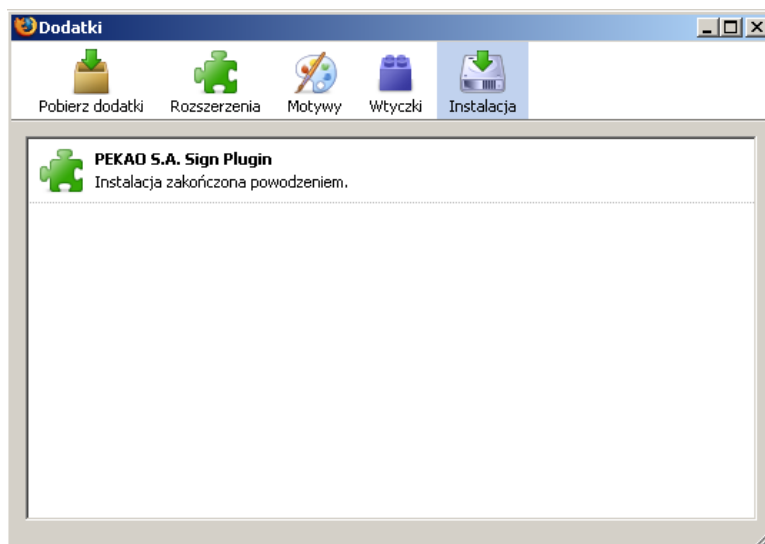 Dodatki
Pobierz dodatki Rozszerzenia Motywy Wtyczki Instalacja
PEKAO S.A. Sign Plugin
Instalacja zakończona powodzeniem.